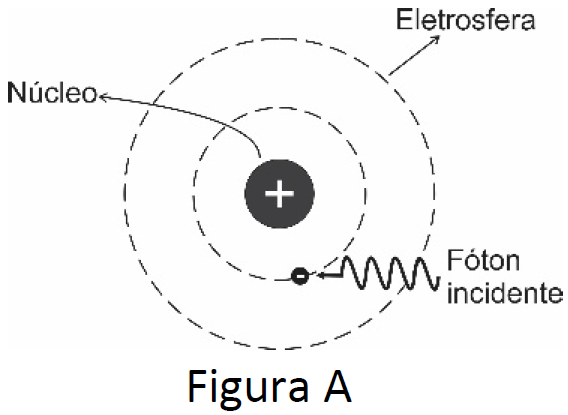 Eletrosfera
Núcleo
+
-
Fóton
incidente
Figura A